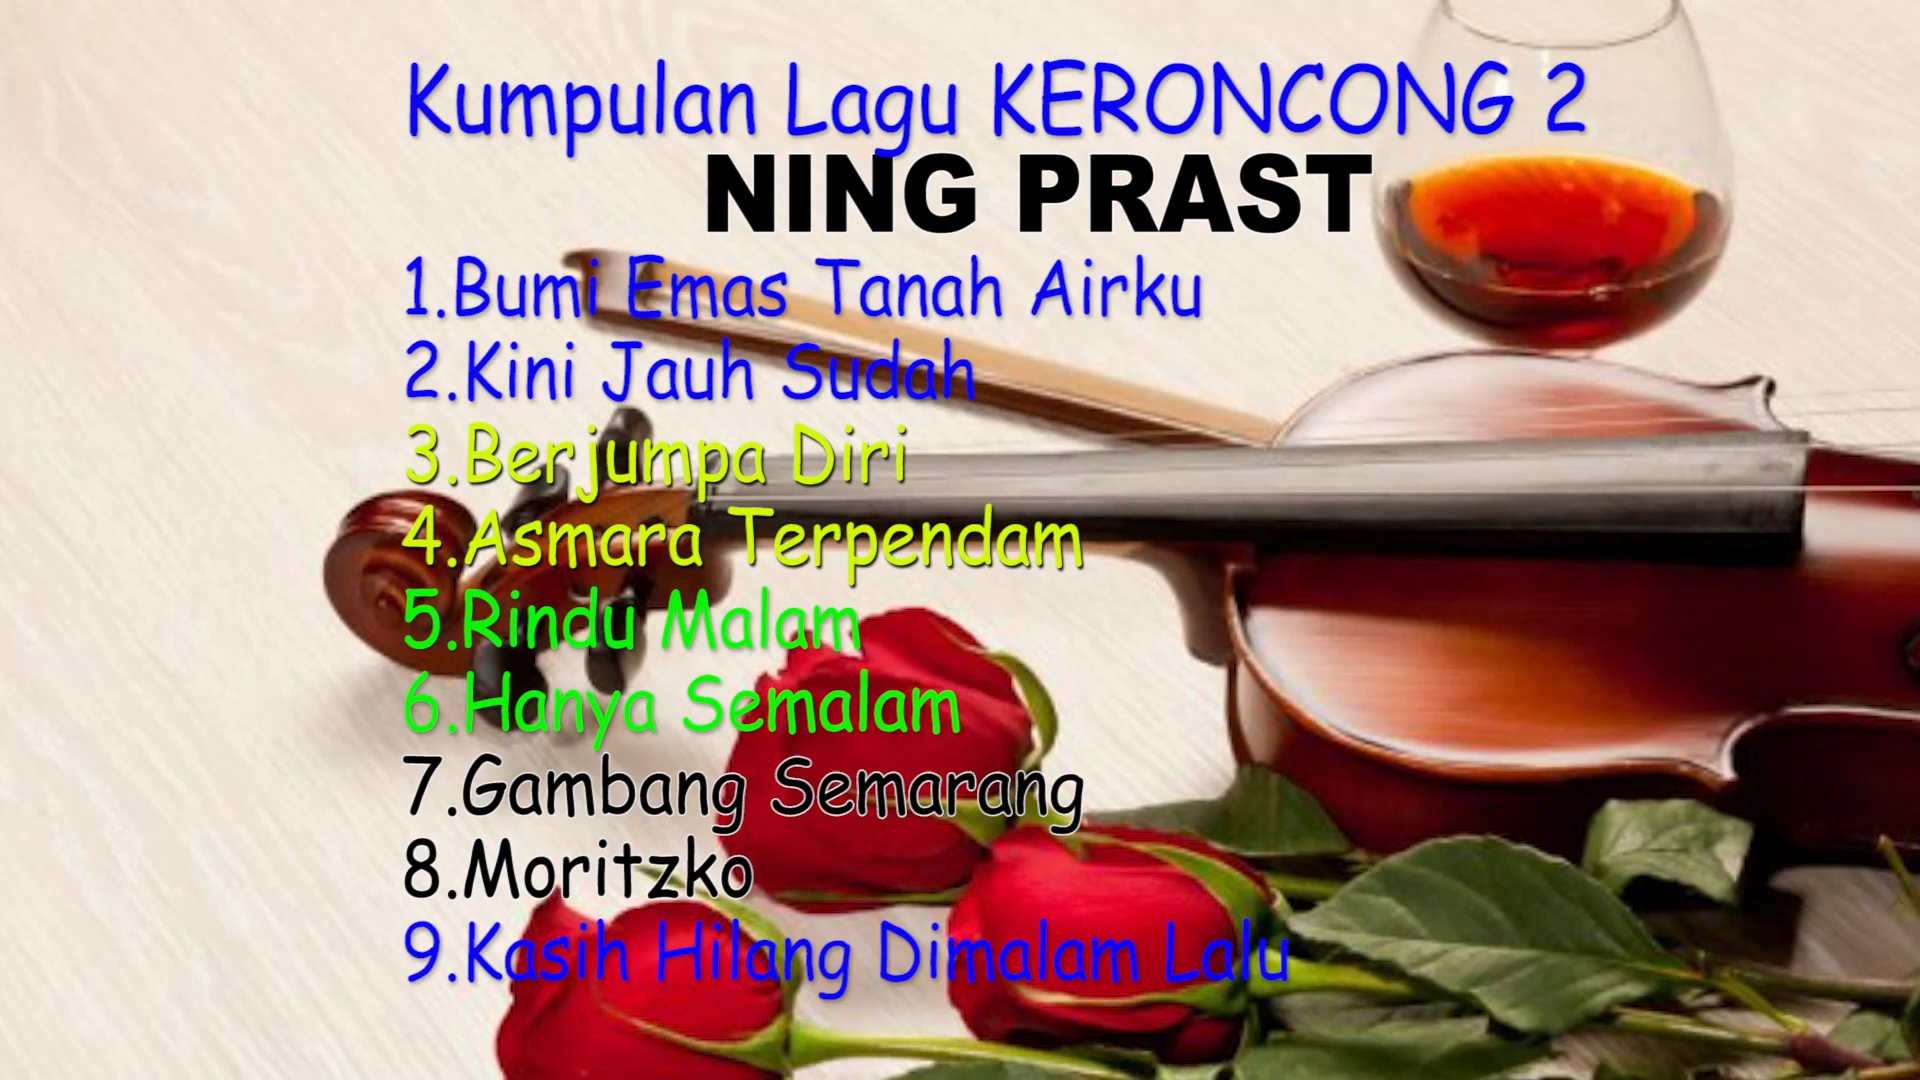 Kumpulan Lagu KERONCONG 2
NING PRAST
1.Bumi Emas Tanah Airku
2.Kini Jauh Sudah
3.Berjumpa Diri
4.Asmara Terpendam
5.Rindu Malam
6.Hanya Semalam
7.Gambang Semarang
8.Moritzko
9.Kasih Hilang Dimalam Lalu